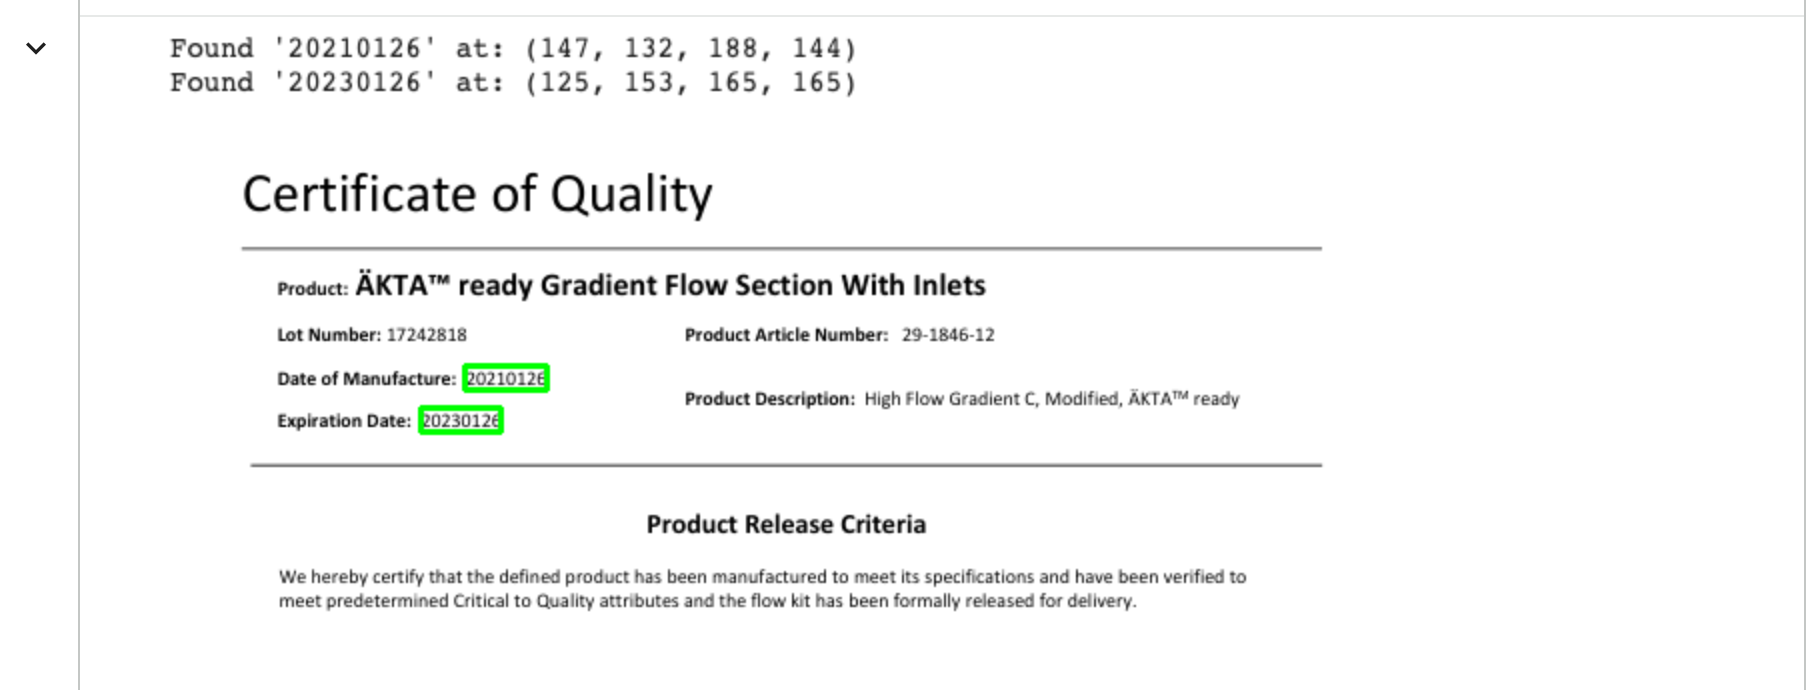 Found '20210126' at: (147, 132, 188, 144)
Found '20230126' at: (125, 153, 165, 165)
Certificate of Quality
Product: ÄKTA™ ready Gradient Flow Section With Inlets
Lot Number: 17242818
Product Article Number: 29-1846-12
Date of Manufacture: 20210126
Product Description: High Flow Gradient C, Modified, ÄKTA™ ready
Expiration Date: 20230126
Product Release Criteria
We hereby certify that the defined product has been manufactured to meet its specifications and have been verified to
meet predetermined Critical to Quality attributes and the flow kit has been formally released for delivery.